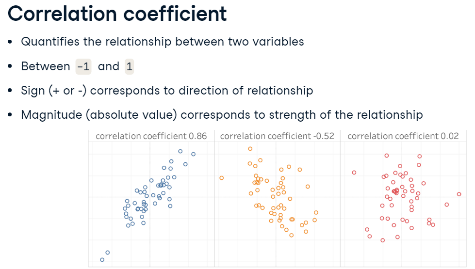 Correlation coefficient
• Quantifies the relationship between two variables
• Between -1 and 1
• Sign (+ or -) corresponds to direction of relationship
• Magnitude (absolute value) corresponds to strength of the relationship
correlation coefficient 0.86 correlation coefficient -0.52 correlation coefficient 0.02